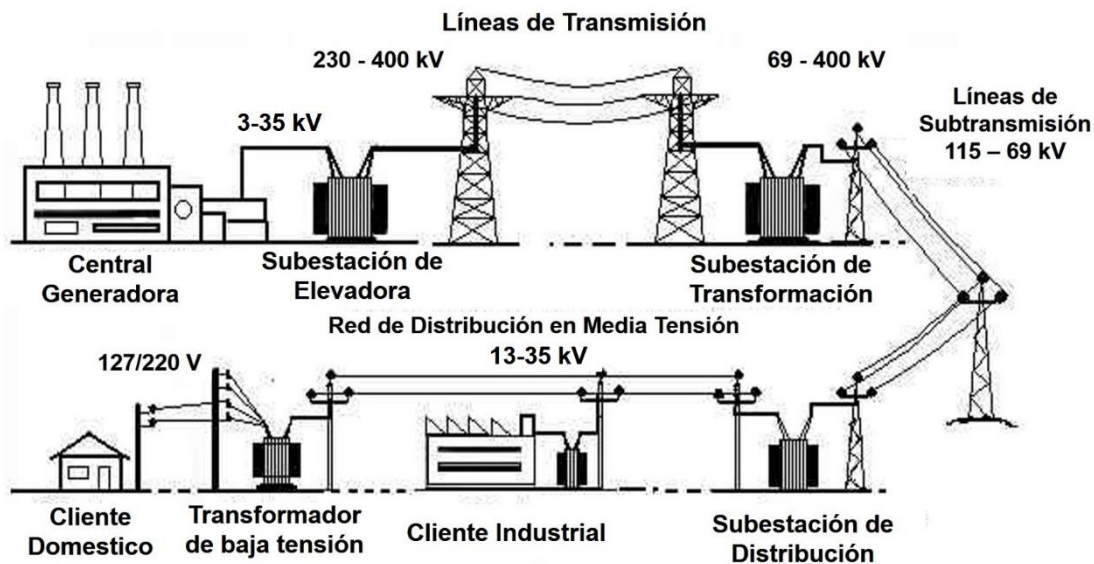 Líneas de Transmisión
230 - 400 kV
69 - 400 kV
3-35 kV
Líneas de
Subtransmisión
115 – 69 kV
Central
Generadora
Subestación de
Elevadora
Subestación de
Transformación
Red de Distribución en Media Tensión
13-35 kV
127/220 V
Cliente
Domestico
Transformador
de baja tensión
Cliente Industrial
Subestación de
Distribución